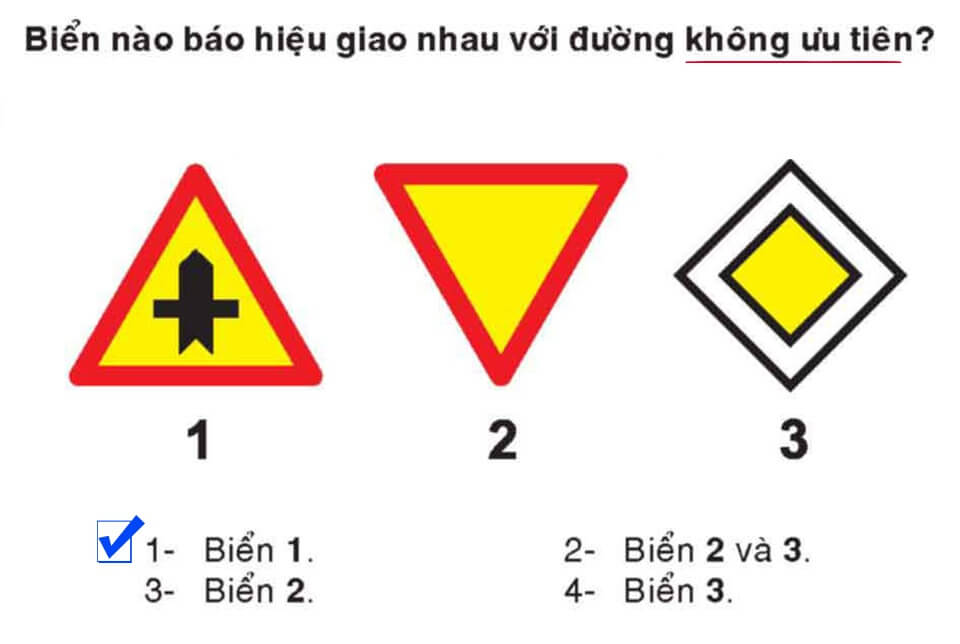 Biển nào báo hiệu giao nhau với đường không ưu tiên?
1 2 3
1- Biển 1. 2- Biển 2 và 3.
3- Biển 2. 4- Biển 3.